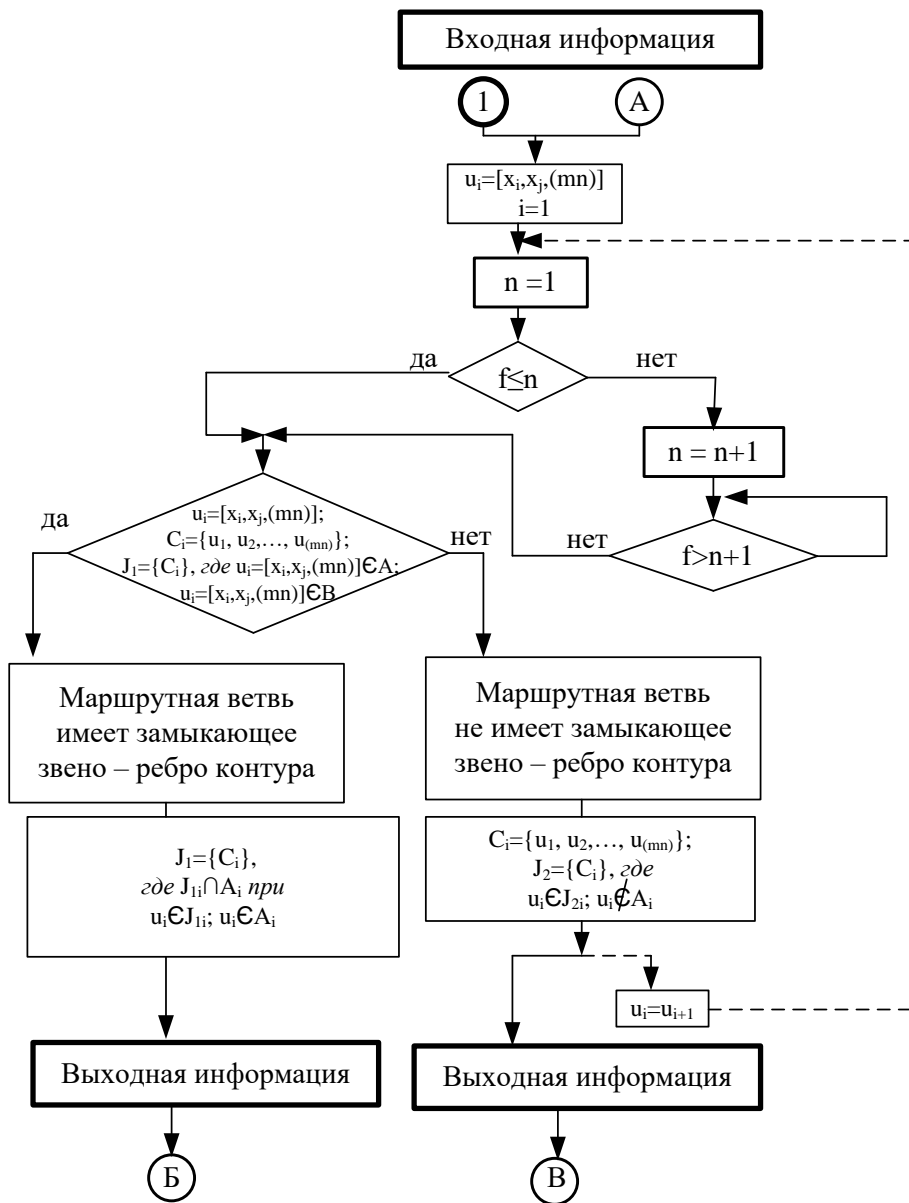 Входная информация
1
А
uᵢ=[xᵢ,xⱼ,(mn)]
i=1
n =1
да
нет
f≤n
n = n+1
да
uᵢ=[xᵢ,xⱼ,(mn)];
Cᵢ={u₁, u₂,…, u₍mn₎};
J₁={Cᵢ}, где uᵢ=[xᵢ,xⱼ,(mn)]ЄA;
uᵢ=[xᵢ,xⱼ,(mn)]ЄB
нет
нет
f>n+1
Маршрутная ветвь
имеет замыкающее
звено – ребро контура
Маршрутная ветвь
не имеет замыкающее
звено – ребро контура
J₁={Cᵢ},
где J₁ᵢ∩Aᵢ при
uᵢЄJ₁ᵢ; uᵢЄAᵢ
Cᵢ={u₁, u₂,…, u₍mn₎};
J₂={Cᵢ}, где
uᵢЄJ₂ᵢ; uᵢ∉Aᵢ
uᵢ=uᵢ₊₁
Выходная информация
Выходная информация
Б
В